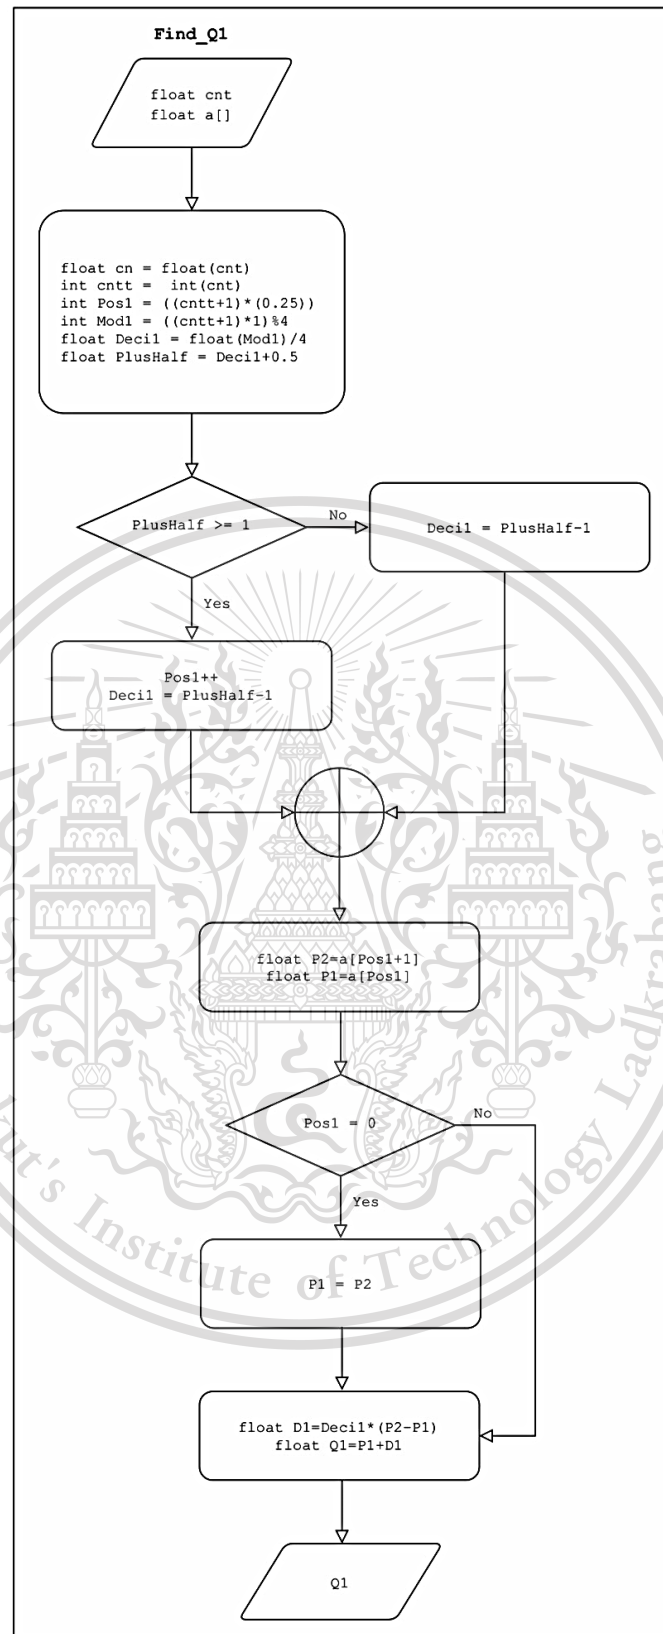 Find_Q1
float cnt
float a[]
float cn = float(cnt)
int cntt =  int(cnt)
int Pos1 = ((cntt+1)*(0.25))
int Mod1 = ((cntt+1)*1)%4
float Deci1 = float(Mod1)/4
float PlusHalf = Deci1+0.5
PlusHalf >= 1
No
Deci1 = PlusHalf-1
Yes
Pos1++
Deci1 = PlusHalf-1
float P2=a[Pos1+1]
float P1=a[Pos1]
Pos1 = 0
No
Yes
P1 = P2
float D1=Deci1*(P2-P1)
float Q1=P1+D1
Q1
kut's Institute of Technology Ladkrabang